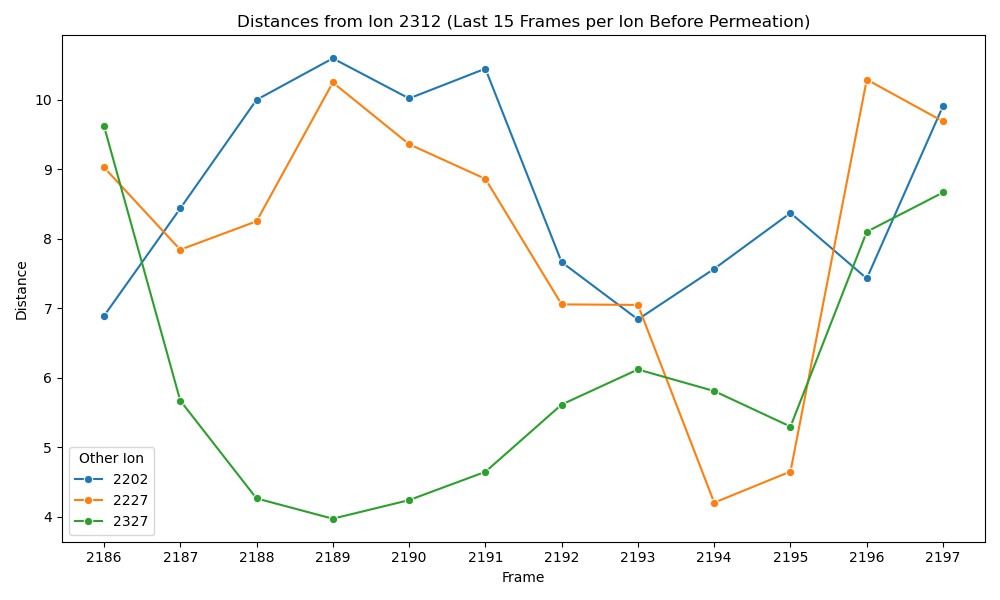 Distances from Ion 2312 (Last 15 Frames per Ion Before Permeation)
Distance
10
9
8
7
6
5
4
Other Ion
2202
2227
2327
2186 2187 2188 2189 2190 2191 2192 2193 2194 2195 2196 2197
Frame